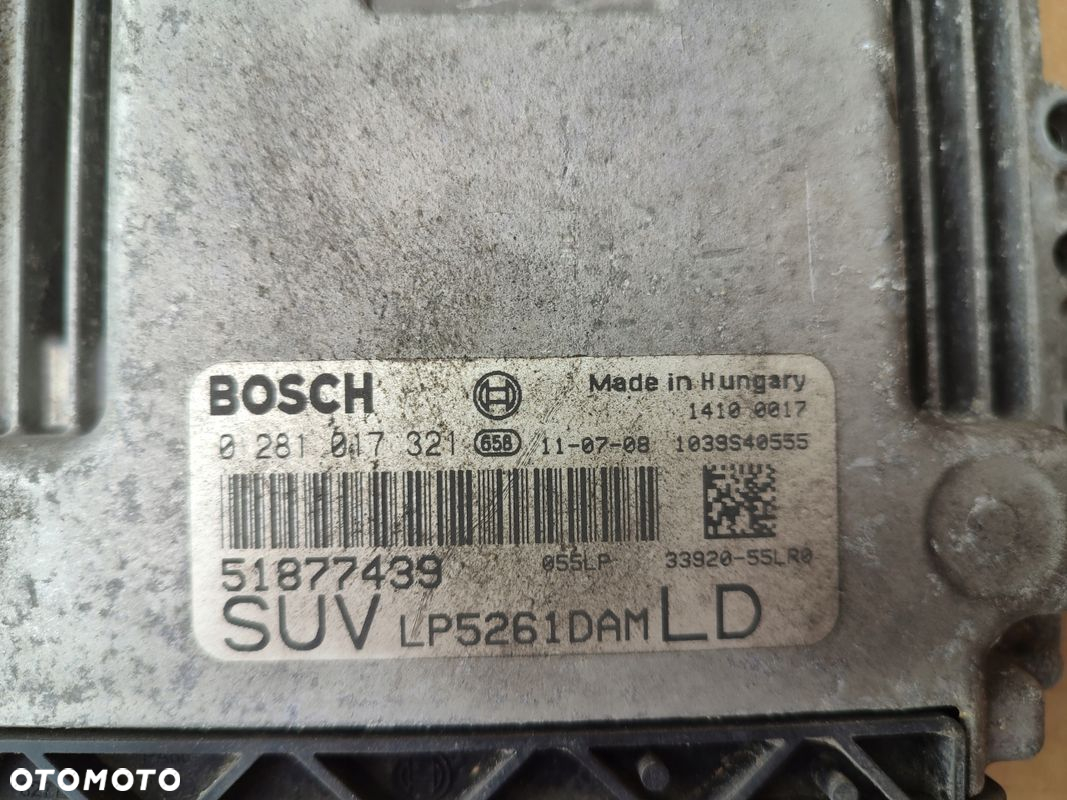 BOSCH Made in Hungary
1410 0017
0 281 017 321 658 11-07-08 1039S40555
51877439 055LP 33920-55LR0
SUV LP5261DAM LD
OTOMOTO